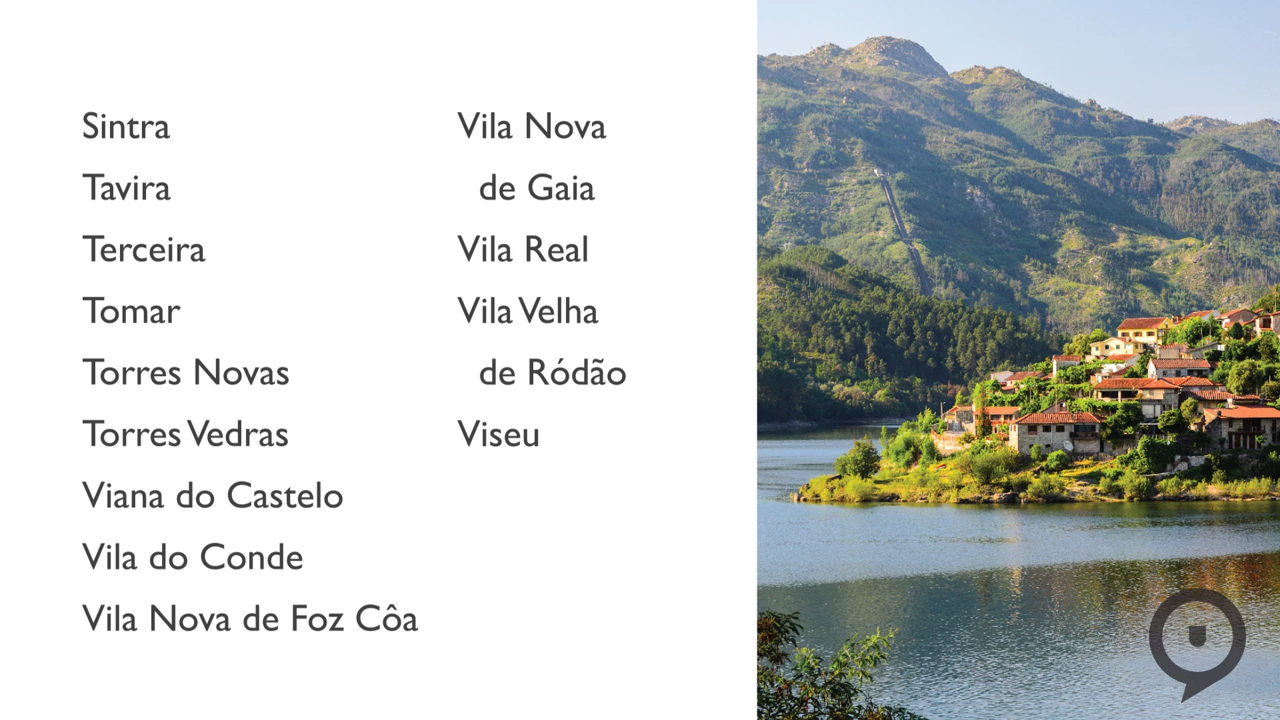 Sintra
Tavira
Terceira
Tomar
Torres Novas
Torres Vedras
Viana do Castelo
Vila do Conde
Vila Nova de Foz Côa
Vila Nova
de Gaia
Vila Real
Vila Velha
de Ródão
Viseu